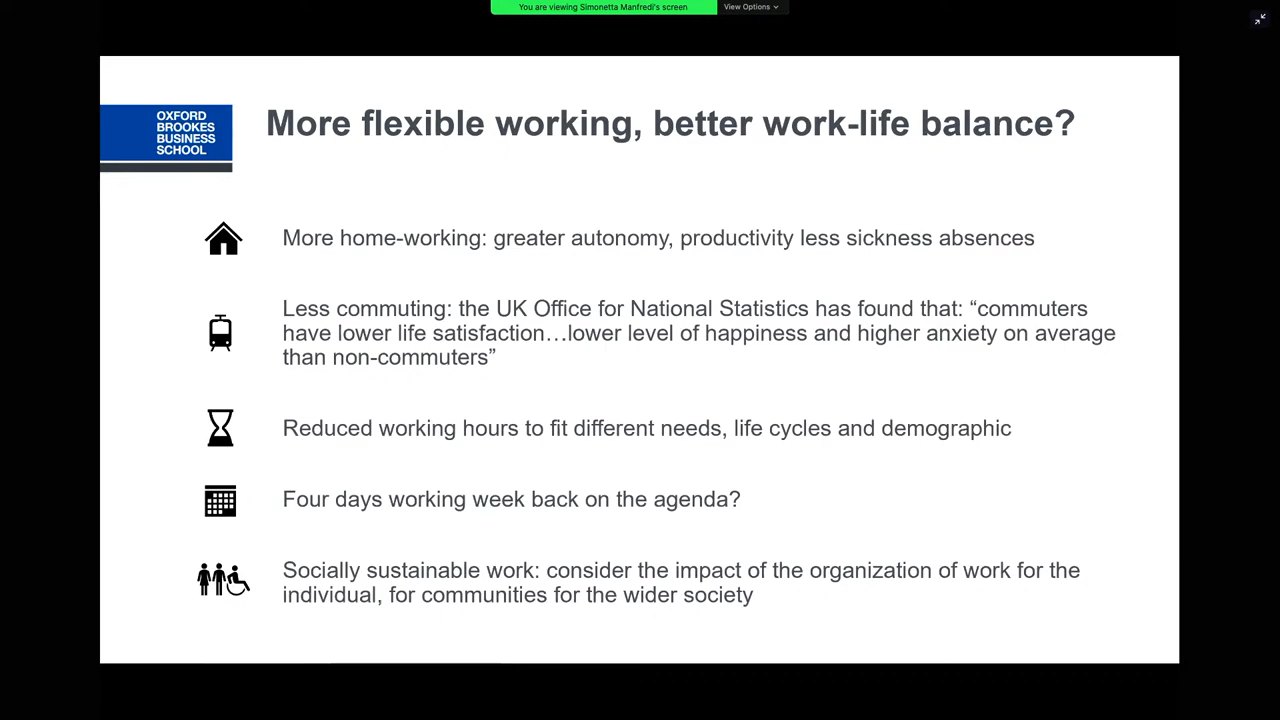 You are viewing Simonetta Manfredi's screen
View Options
OXFORD
BROOKES
BUSINESS
SCHOOL
More flexible working, better work-life balance?
More home-working: greater autonomy, productivity less sickness absences
Less commuting: the UK Office for National Statistics has found that: “commuters
have lower life satisfaction…lower level of happiness and higher anxiety on average
than non-commuters”
Reduced working hours to fit different needs, life cycles and demographic
Four days working week back on the agenda?
Socially sustainable work: consider the impact of the organization of work for the
individual, for communities for the wider society